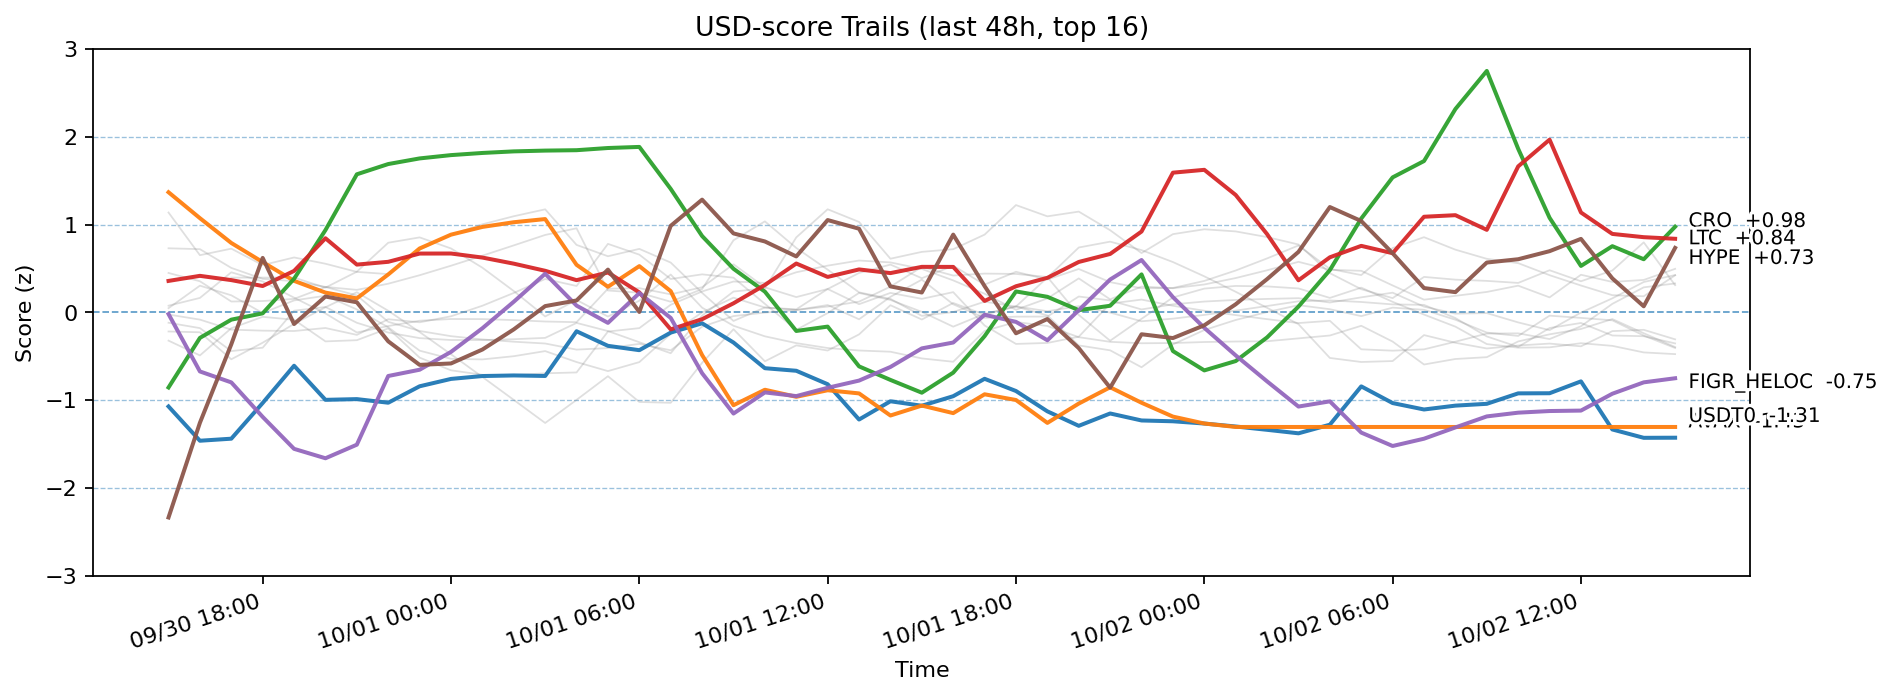 USD-score Trails (last 48h, top 16)
Score (z)
3
2
1
0
−1
−2
−3
CRO +0.98
LTC +0.84
HYPE +0.73
FIGR_HELOC -0.75
USDT0 -1.31
09/30 18:00
10/01 00:00
10/01 06:00
10/01 12:00
10/01 18:00
10/02 00:00
10/02 06:00
10/02 12:00
Time